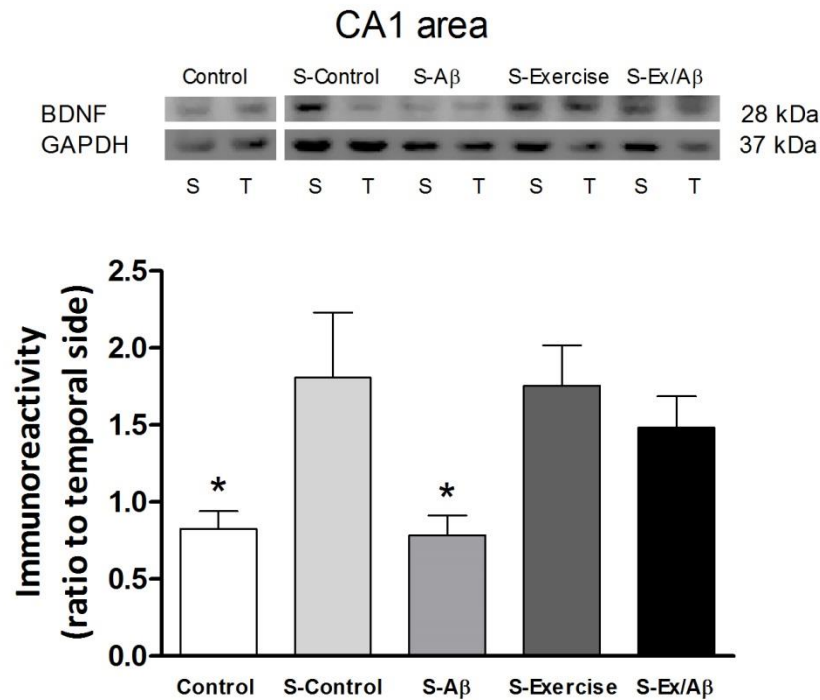 CA1 area
Control S-Control S-Aβ S-Exercise S-Ex/Aβ
BDNF 28 kDa
GAPDH 37 kDa
S T S T S T S T S T
Immunoreactivity
(ratio to temporal side)
2.5
2.0
1.5
1.0
0.5
0.0
* *
Control S-Control S-Aβ S-Exercise S-Ex/Aβ